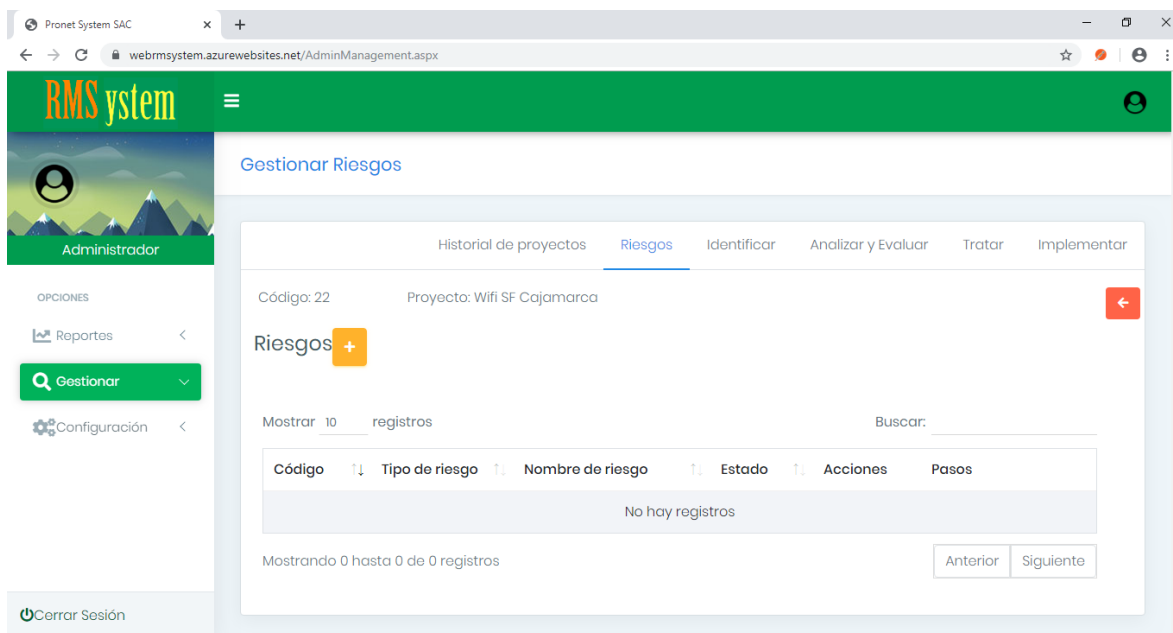 Pronet System SAC
webrmsystem.azurewebsites.net/AdminManagement.aspx
RMSystem
Gestionar Riesgos
Administrador
Historial de proyectos Riesgos Identificar Analizar y Evaluar Tratar Implementar
OPCIONES
Código: 22 Proyecto: Wifi SF Cajamarca
Reportes
Riesgos +
Gestionar
Configuración
Mostrar 10 registros Buscar:
Código Tipo de riesgo Nombre de riesgo Estado Acciones Pasos
No hay registros
Mostrando 0 hasta 0 de 0 registros Anterior Siguiente
Cerrar Sesión